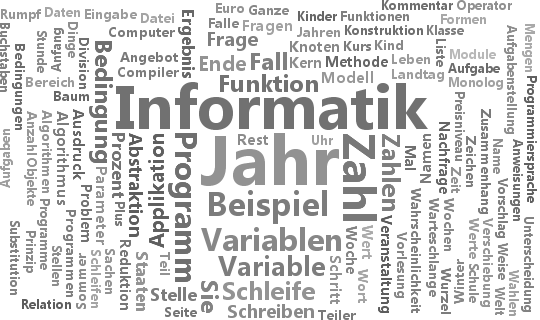 Rumpf Daten Eingabe Datei
Ergebnis
Euro Ganze Kinder Funktionen Kommentar Operator
Computer
Falle Fragen Jahren Konstruktion Klasse Formen
Buchstaben
Bedingungen
Stunde
Anfang
Dinge
Division
Bedingung
Angebot
Compiler
Frage
Knoten Kurs Kind
Liste
Aufgabenstellung
Mengen
Ende Fall Kern Methode Leben Module
Bereich
Baum
Funktion
Modell
Landtag
Aufgabe
Monolog
Programmiersprache
Informatik
Preisniveau
Aufgaben
Anzahl
Objekte
Algorithmen
Algorithmus
Ausdruck
Prozent
Plus
Abstraktion
Applikation
Programm
Rest
Uhr
Jahr
Zahl
Zahlen
Mal
Namen
Nachfrage
Zeit
Zeichen
Zusammenhang
Name
Anweisungen
Beispiel
Substitution
Prinzip
Programme
Stellen
Programmieren
Problem
Sommer
Parameter
Schleifen
Sachen
Reduktion
Staaten
Teil
Variablen
Variable
Woche
Wert
Wort
Veranstaltung
Vorlesung
Wahrscheinlichkeit
Warteschlange
Wochen
Wurzel
Winter
Werte
Schule
Verschiebung
Vorschlag
Weise
Welt
Wahlen
Unterscheidung
Relation
Stelle
Seite
Sie
Schleife
Schritt
Schreiben
Teiler